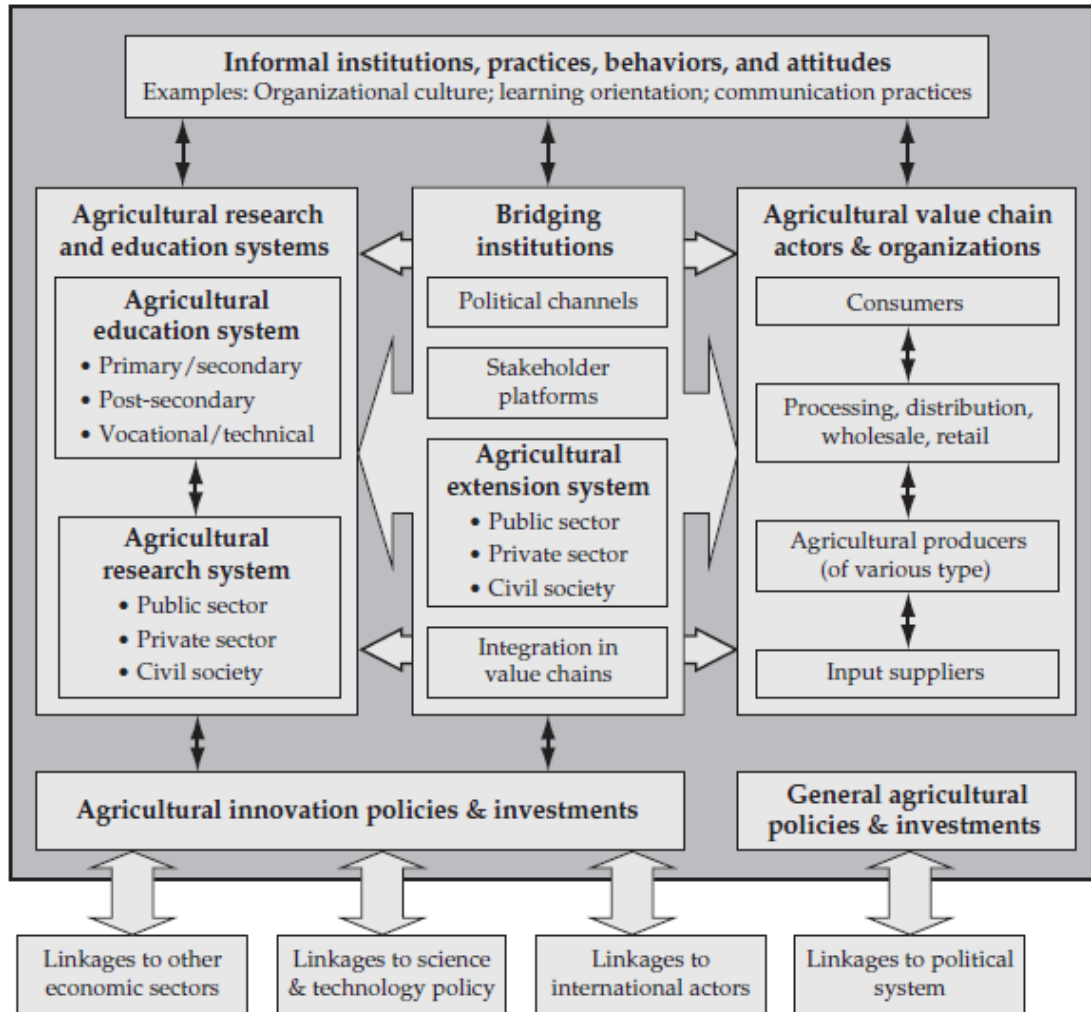 Informal institutions, practices, behaviors, and attitudes
Examples: Organizational culture; learning orientation; communication practices
Agricultural research
and education systems
Agricultural
education system
• Primary/secondary
• Post-secondary
• Vocational/technical
Agricultural
research system
• Public sector
• Private sector
• Civil society
Bridging
institutions
Political channels
Stakeholder
platforms
Agricultural
extension system
• Public sector
• Private sector
• Civil society
Integration in
value chains
Agricultural value chain
actors & organizations
Consumers
Processing, distribution,
wholesale, retail
Agricultural producers
(of various type)
Input suppliers
Agricultural innovation policies & investments
General agricultural
policies & investments
Linkages to other
economic sectors
Linkages to science
& technology policy
Linkages to
international actors
Linkages to political
system